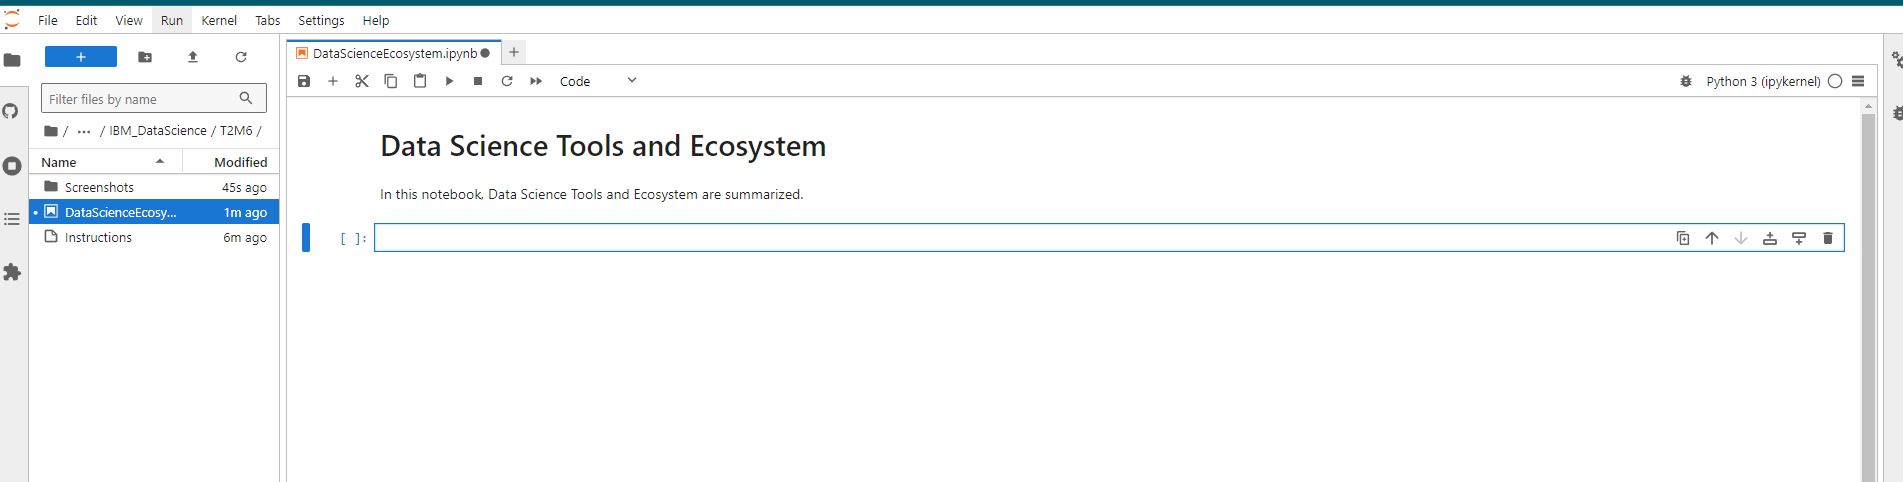 File Edit View Run Kernel Tabs Settings Help
DataScienceEcosystem.ipynb
Code
Python 3 (ipykernel)
Filter files by name
/ ··· / IBM_DataScience / T2M6 /
Name Modified
Screenshots 45s ago
DataScienceEcosy... 1m ago
Instructions 6m ago
Data Science Tools and Ecosystem
In this notebook, Data Science Tools and Ecosystem are summarized.
[ ]: